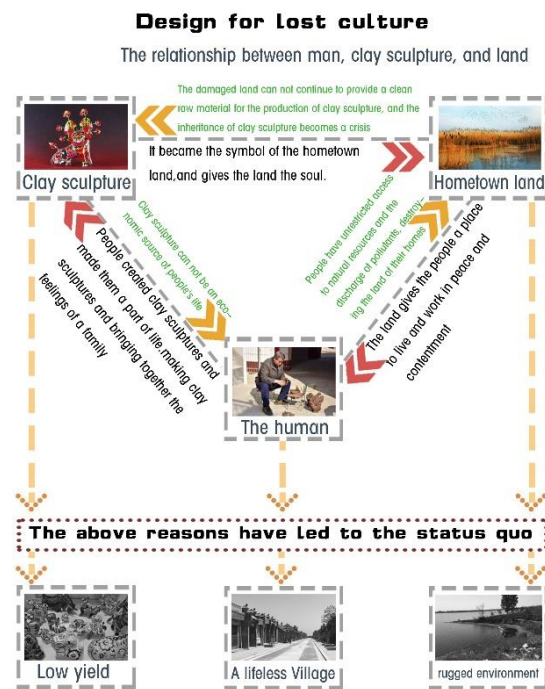 Design for lost culture
The relationship between man, clay sculpture, and land
The damaged land can not continue to provide a clean
raw material for the production of clay sculpture, and the
inheritance of clay sculpture becomes a crisis
It became the symbol of the hometown
land,and gives the land the soul.
Clay sculpture
Hometown land
Clay sculpture can not be an eco-
nomic source of people's life
People created clay sculptures and
made them a part of life,making clay
sculptures and bringing together the
feelings of a family
People have unrestricted access
to natural resources and the
discharge of pollutants, destroy-
ing the land of their homes
The land gives the people a place
to live and work in peace and
contentment
The human
The above reasons have led to the status quo
Low yield
A lifeless Village
rugged environment